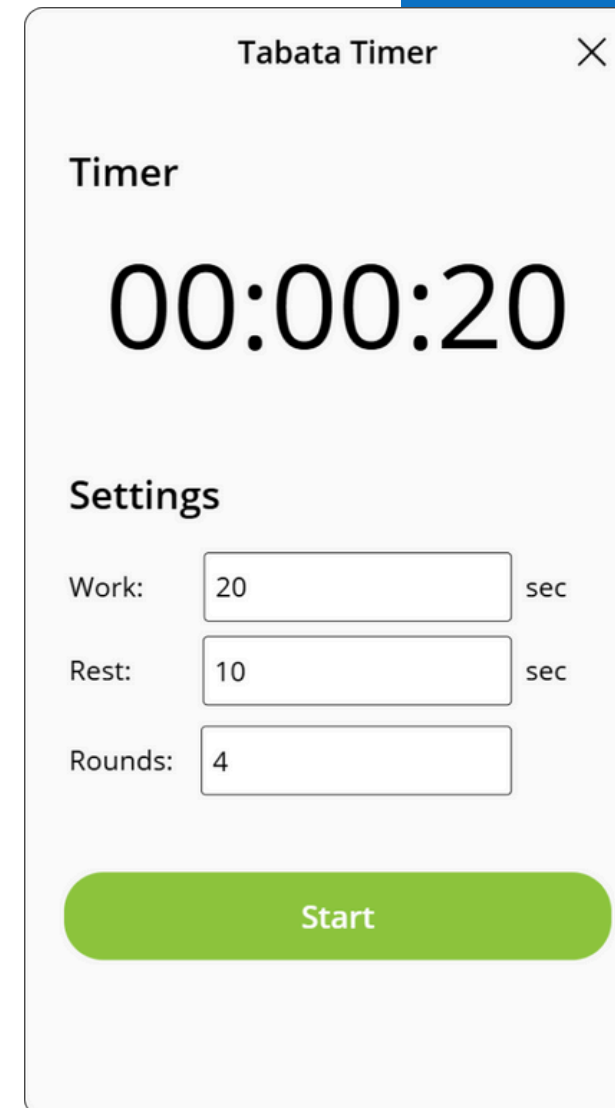 Tabata Timer
Timer
00:00:20
Settings
Work: 20 sec
Rest: 10 sec
Rounds: 4
Start